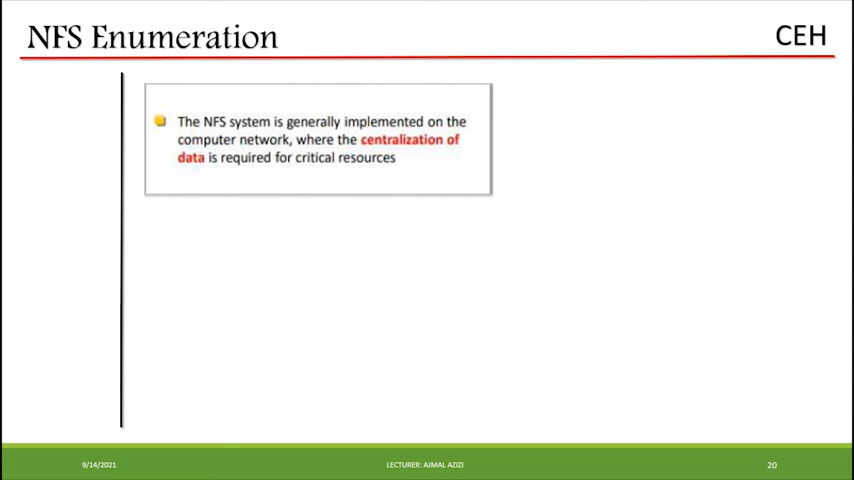 NFS Enumeration
CEH
The NFS system is generally implemented on the
computer network, where the centralization of
data is required for critical resources
9/14/2021
LECTURER: AJMAL AZIZI
20